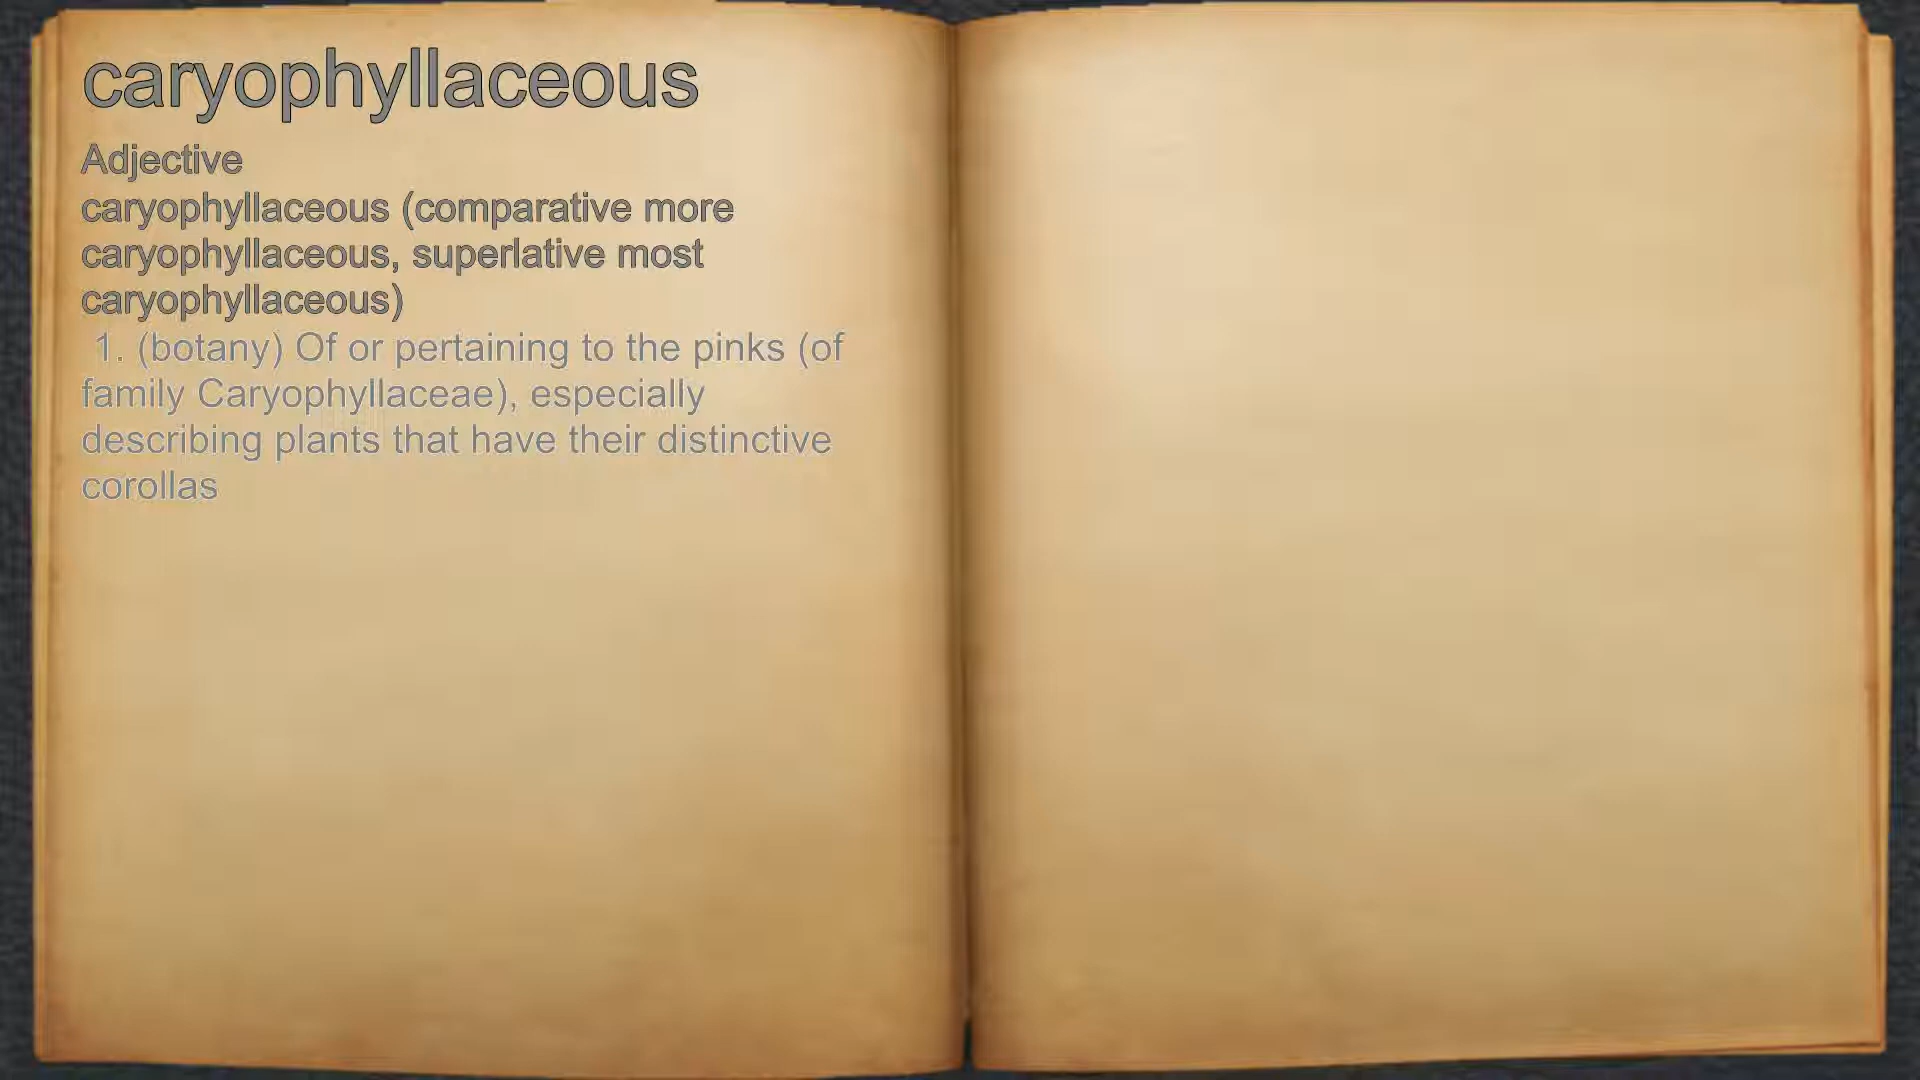 caryophyllaceous
Adjective
caryophyllaceous (comparative more
caryophyllaceous, superlative most
caryophyllaceous)
1. (botany) Of or pertaining to the pinks (of
family Caryophyllaceae), especially
describing plants that have their distinctive
corollas